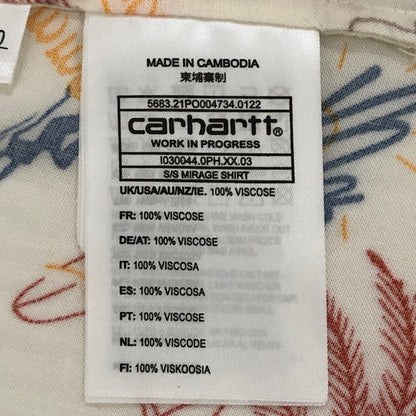 MADE IN CAMBODIA
柬埔寨制
5683.21PO004734.0122
carhartt®
WORK IN PROGRESS
I030044.0PH.XX.03
S/S MIRAGE SHIRT
UK/USA/AU/NZ/IE. 100% VISCOSE
FR: 100% VISCOSE
DE/AT: 100% VISCOSE
IT: 100% VISCOSA
ES: 100% VISCOSA
PT: 100% VISCOSE
NL: 100% VISCODE
FI: 100% VISKOOSIA